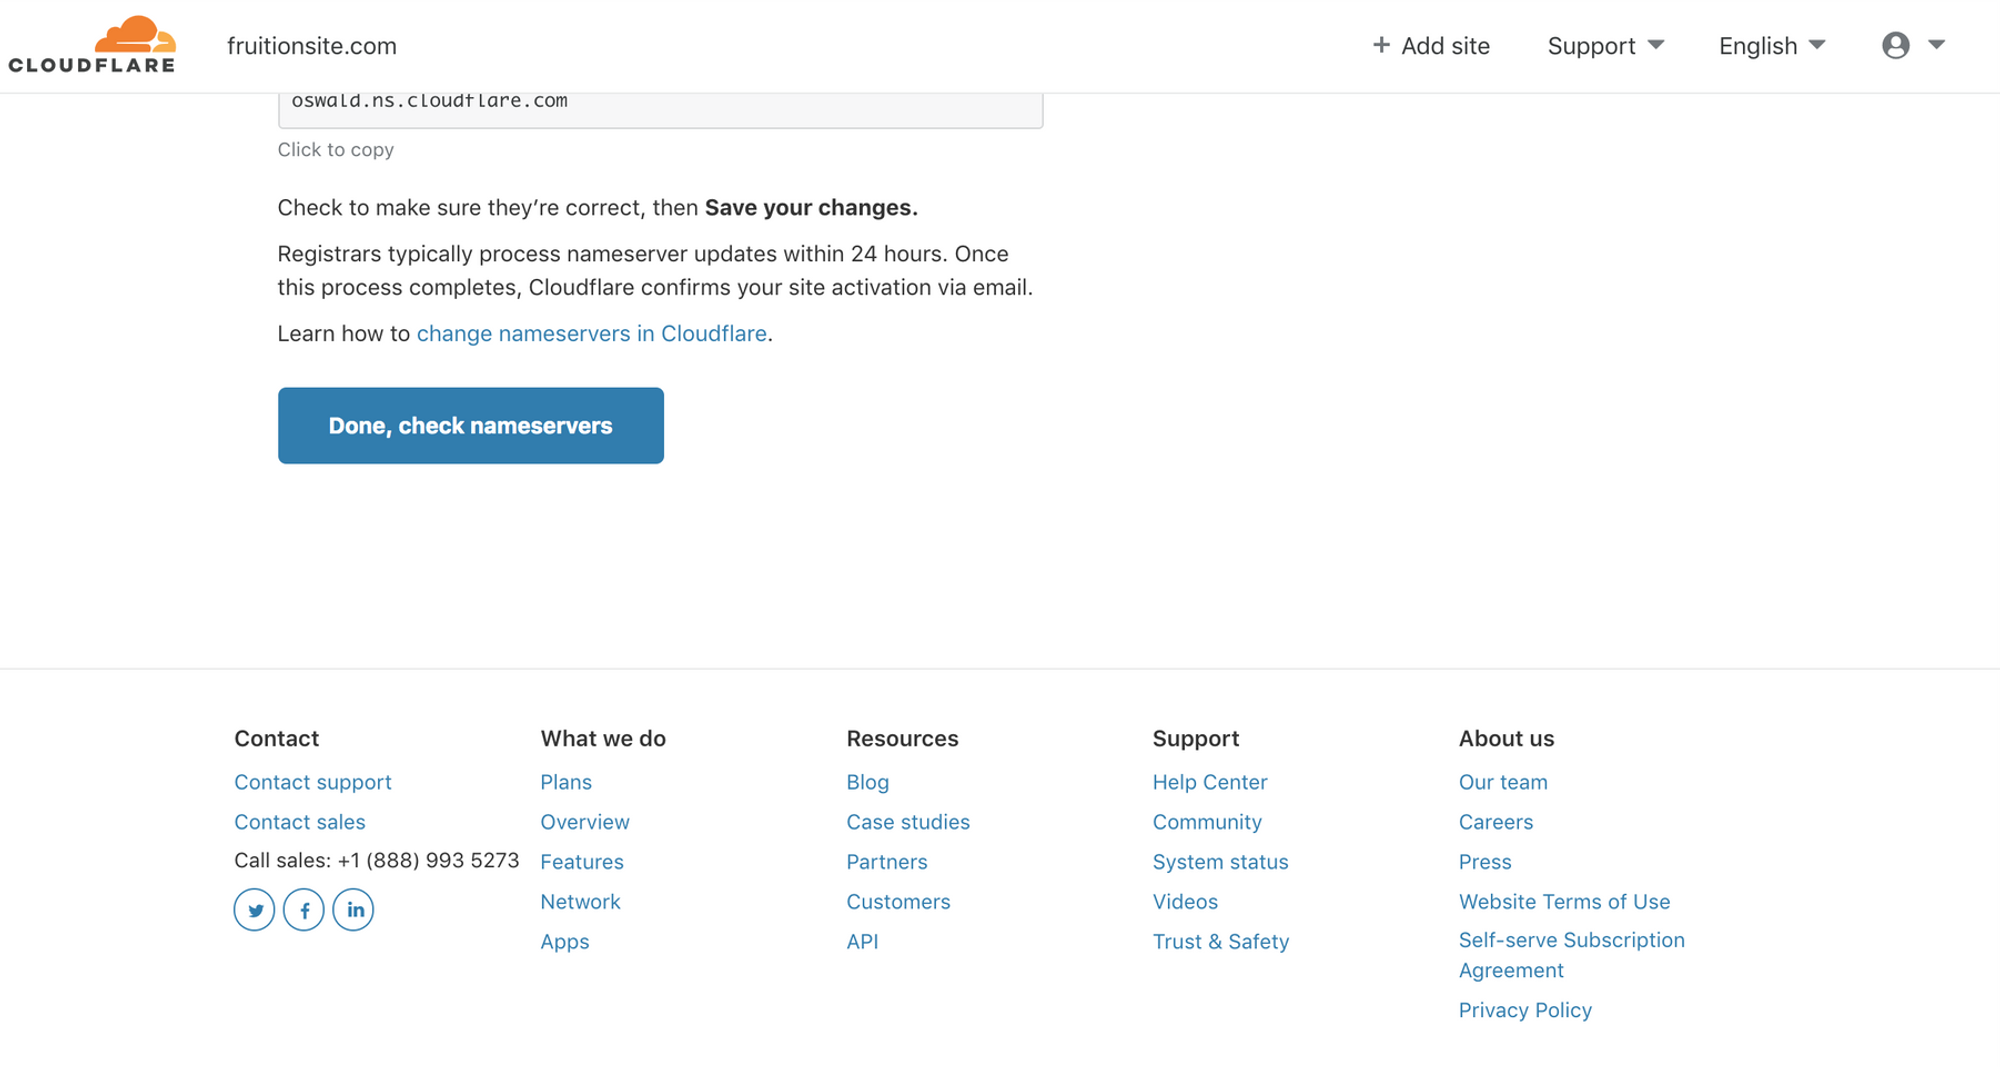 CLOUDFLARE
fruitionsite.com
+ Add site
Support
English
oswald.ns.cloudflare.com
Click to copy
Check to make sure they’re correct, then Save your changes.
Registrars typically process nameserver updates within 24 hours. Once
this process completes, Cloudflare confirms your site activation via email.
Learn how to change nameservers in Cloudflare.
Done, check nameservers
Contact
Contact support
Contact sales
Call sales: +1 (888) 993 5273
What we do
Plans
Overview
Features
Network
Apps
Resources
Blog
Case studies
Partners
Customers
API
Support
Help Center
Community
System status
Videos
Trust & Safety
About us
Our team
Careers
Press
Website Terms of Use
Self-serve Subscription
Agreement
Privacy Policy